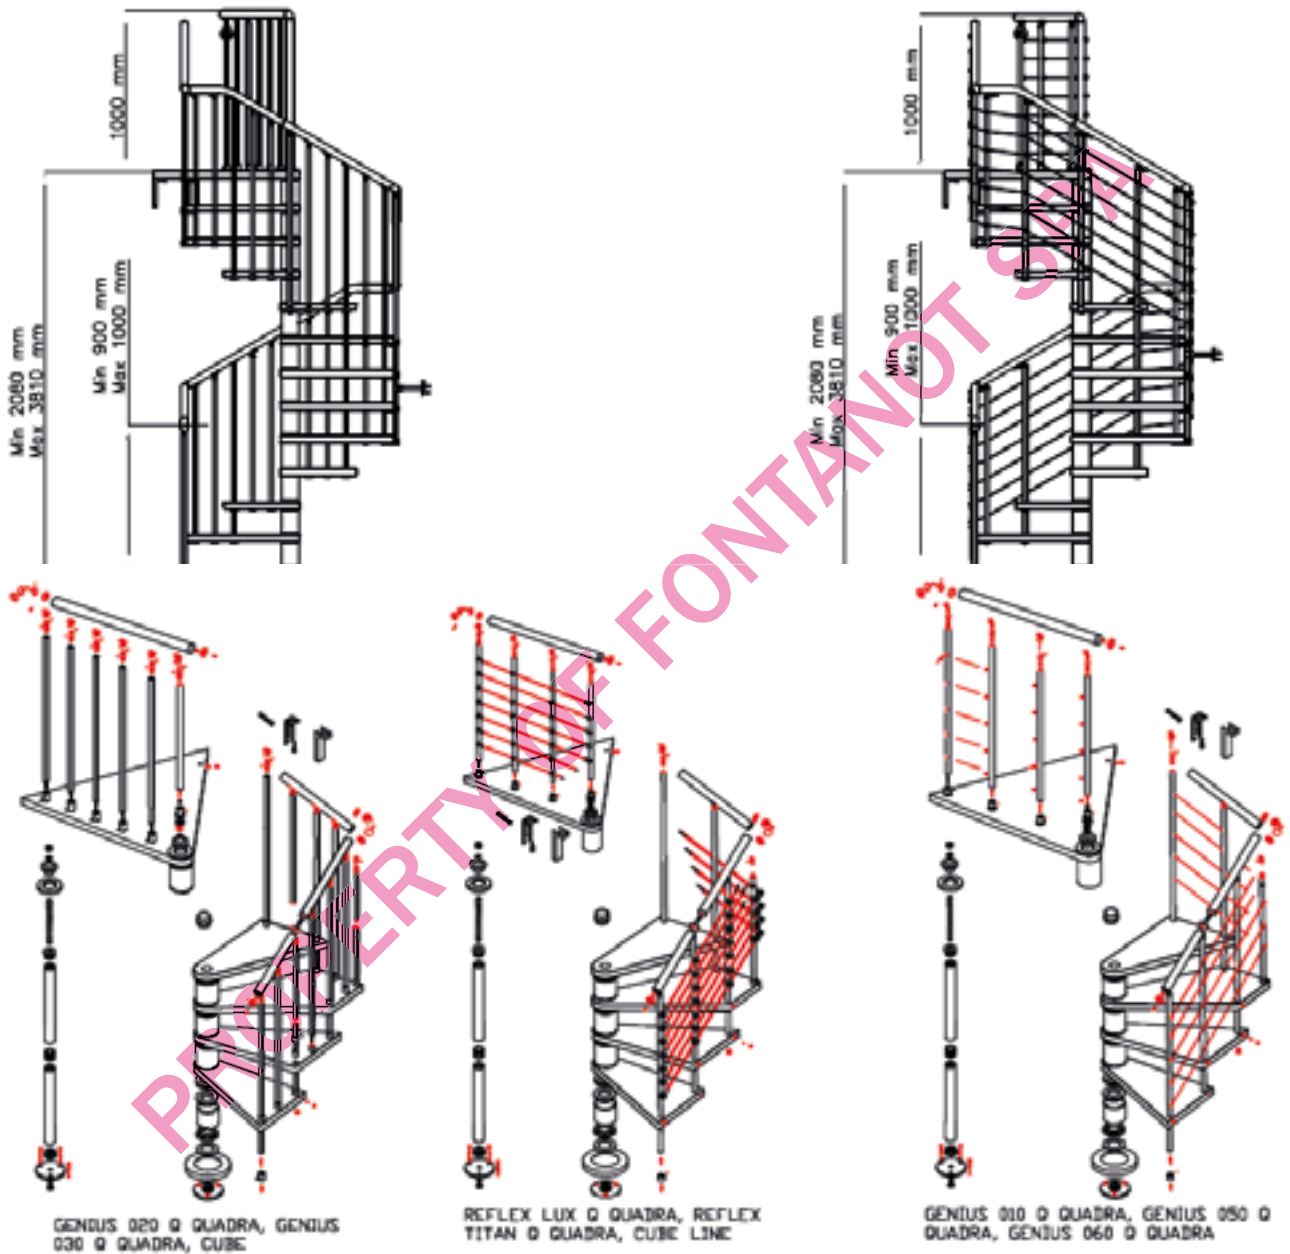 1000 mm
Min 900 mm
Max 1000 mm
Min 2080 mm
Max 3810 mm
1000 mm
Min 900 mm
Max 1000 mm
Min 2080 mm
Max 3810 mm
PROPERTY OF FONTANOT SPA
GENIUS 020 Q QUADRA, GENIUS
030 Q QUADRA, CUBE
REFLEX LUX Q QUADRA, REFLEX
TITAN Q QUADRA, CUBE LINE
GENIUS 010 Q QUADRA, GENIUS 050 Q
QUADRA, GENIUS 060 Q QUADRA